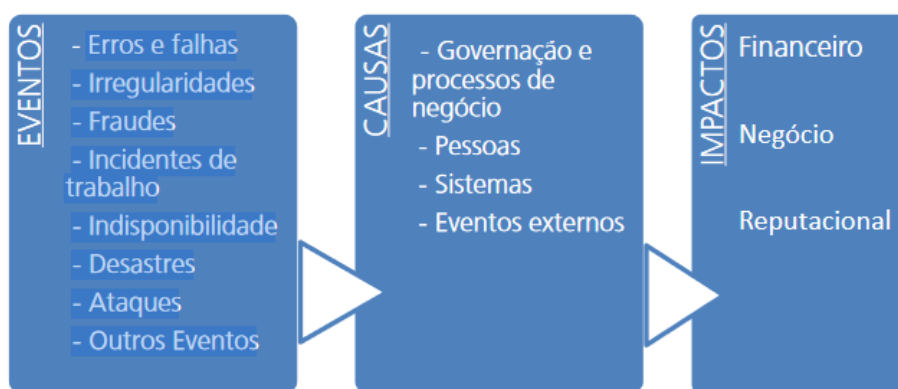 EVENTOS
- Erros e falhas
- Irregularidades
- Fraudes
- Incidentes de
trabalho
- Indisponibilidade
- Desastres
- Ataques
- Outros Eventos
CAUSAS
- Governação e
processos de
negócio
- Pessoas
- Sistemas
- Eventos externos
IMPACTOS
Financeiro
Negócio
Reputacional